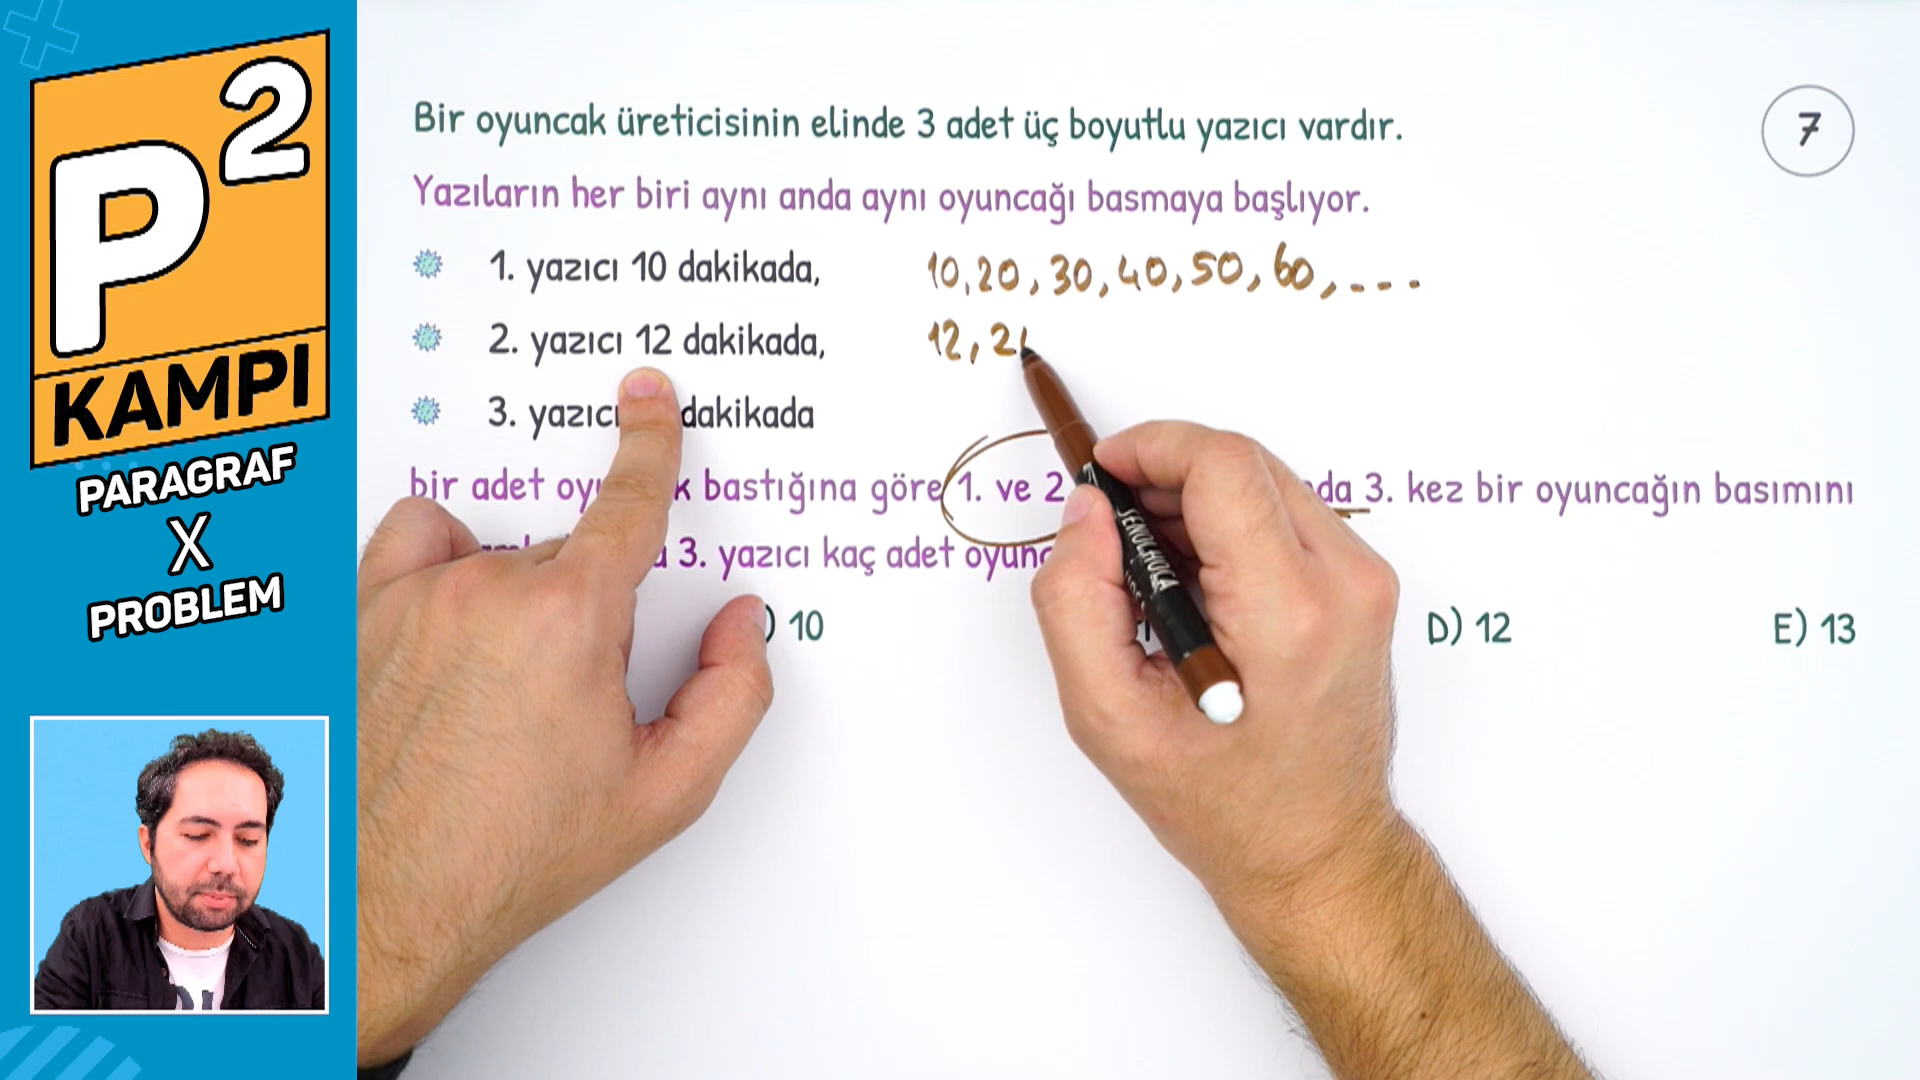 P²
KAMPI
PARAGRAF
X
PROBLEM
7
Bir oyuncak üreticisinin elinde 3 adet üç boyutlu yazıcı vardır.
Yazıların her biri aynı anda aynı oyuncağı basmaya başlıyor.
1. yazıcı 10 dakikada, 10, 20, 30, 40, 50, 60, ...
2. yazıcı 12 dakikada, 12, 2
3. yazıcı dakikada
bir adet bastığına göre 1. ve 2 3. kez bir oyuncağın basımını
3. yazıcı kaç adet
) 10 D) 12 E) 13
ŞENOLHOCA